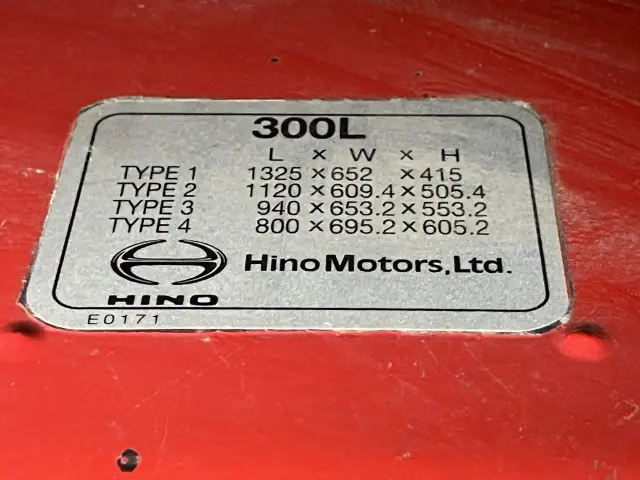 300L
L × W × H
TYPE 1 1325×652 ×415
TYPE 2 1120×609.4×505.4
TYPE 3 940×653.2×553.2
TYPE 4 800×695.2×605.2
Hino Motors, Ltd.
HINO
E0171